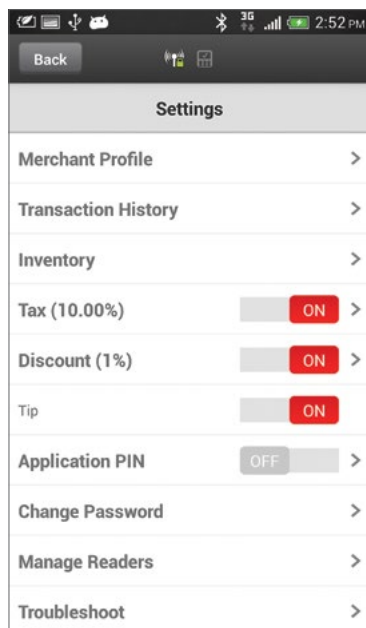 3G 2:52 PM
Back
Settings
Merchant Profile
Transaction History
Inventory
Tax (10.00%) ON
Discount (1%) ON
Tip ON
Application PIN OFF
Change Password
Manage Readers
Troubleshoot